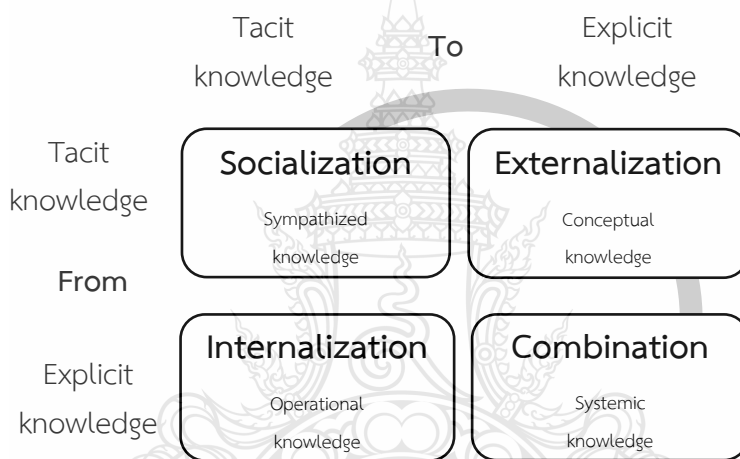 Tacit
knowledge
To
Explicit
knowledge
Tacit
knowledge
Socialization
Sympathized
knowledge
Externalization
Conceptual
knowledge
From
Explicit
knowledge
Internalization
Operational
knowledge
Combination
Systemic
knowledge